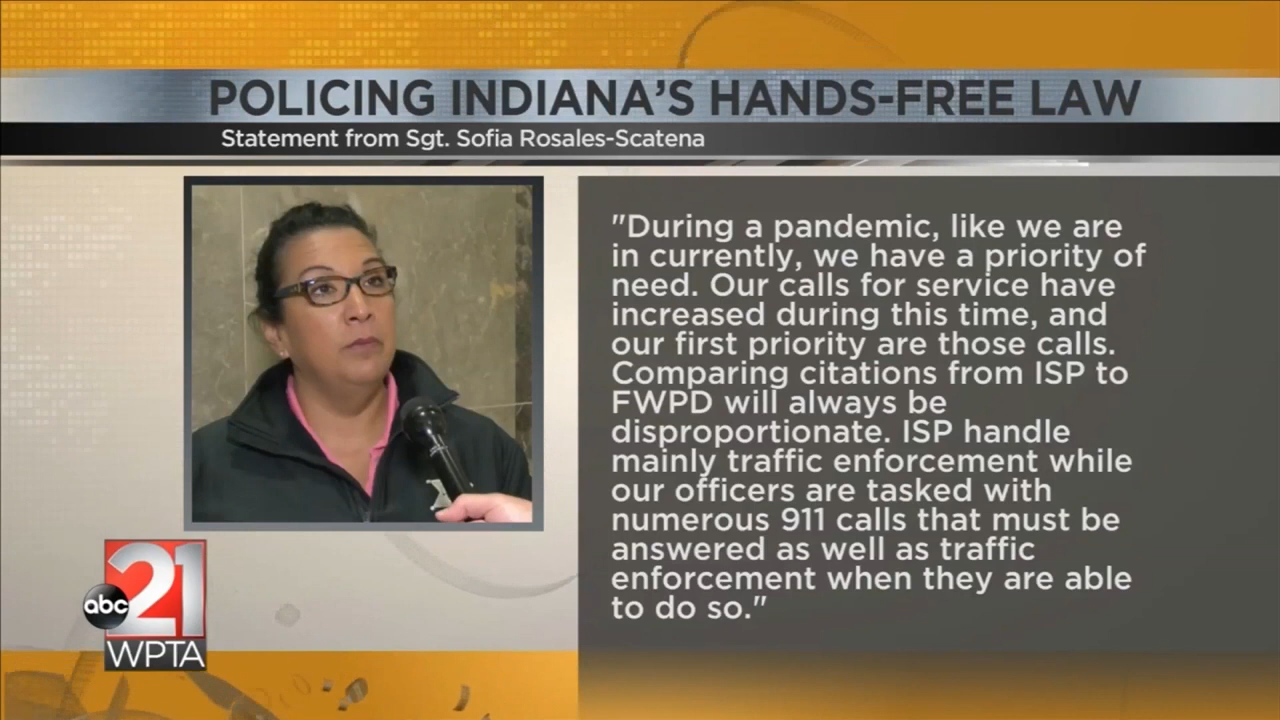 POLICING INDIANA'S HANDS-FREE LAW
Statement from Sgt. Sofia Rosales-Scatena
"During a pandemic, like we are
in currently, we have a priority of
need. Our calls for service have
increased during this time, and
our first priority are those calls.
Comparing citations from ISP to
FWPD will always be
disproportionate. ISP handle
mainly traffic enforcement while
our officers are tasked with
numerous 911 calls that must be
answered as well as traffic
enforcement when they are able
to do so."
abc
21
WPTA